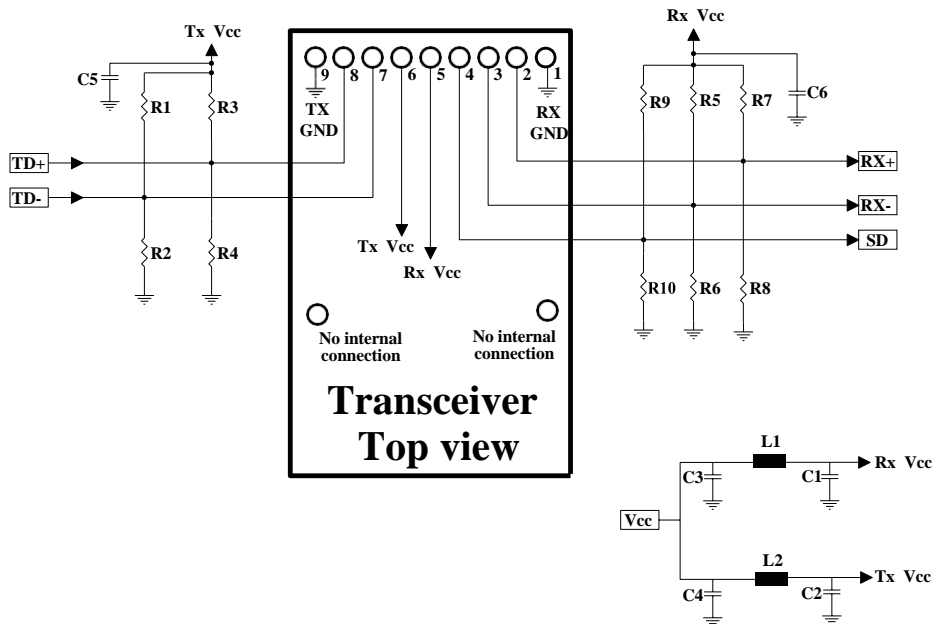 Tx Vcc
Rx Vcc
C5
R1
R3
9
8
7
6
5
4
3
2
1
TX
GND
RX
GND
R9
R5
R7
C6
TD+
TD-
RX+
RX-
SD
R2
R4
Tx Vcc
Rx Vcc
R10
R6
R8
No internal
connection
No internal
connection
Transceiver
Top view
L1
C3
C1
Rx Vcc
Vcc
L2
C4
C2
Tx Vcc